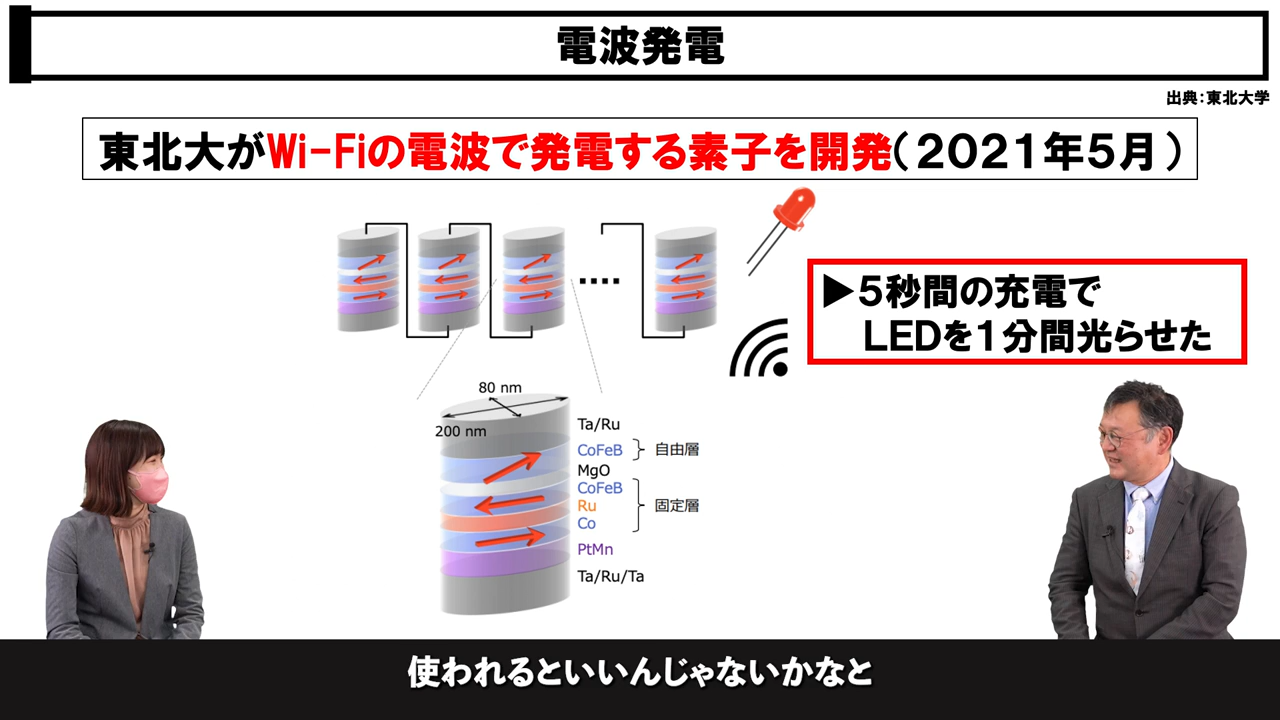 電波発電
出典：東北大学
東北大がWi-Fiの電波で発電する素子を開発（２０２１年５月）
▶５秒間の充電で
LEDを１分間光らせた
80 nm
200 nm
Ta/Ru
CoFeB 自由層
MgO
CoFeB
Ru 固定層
Co
PtMn
Ta/Ru/Ta
使われるといいんじゃないかなと